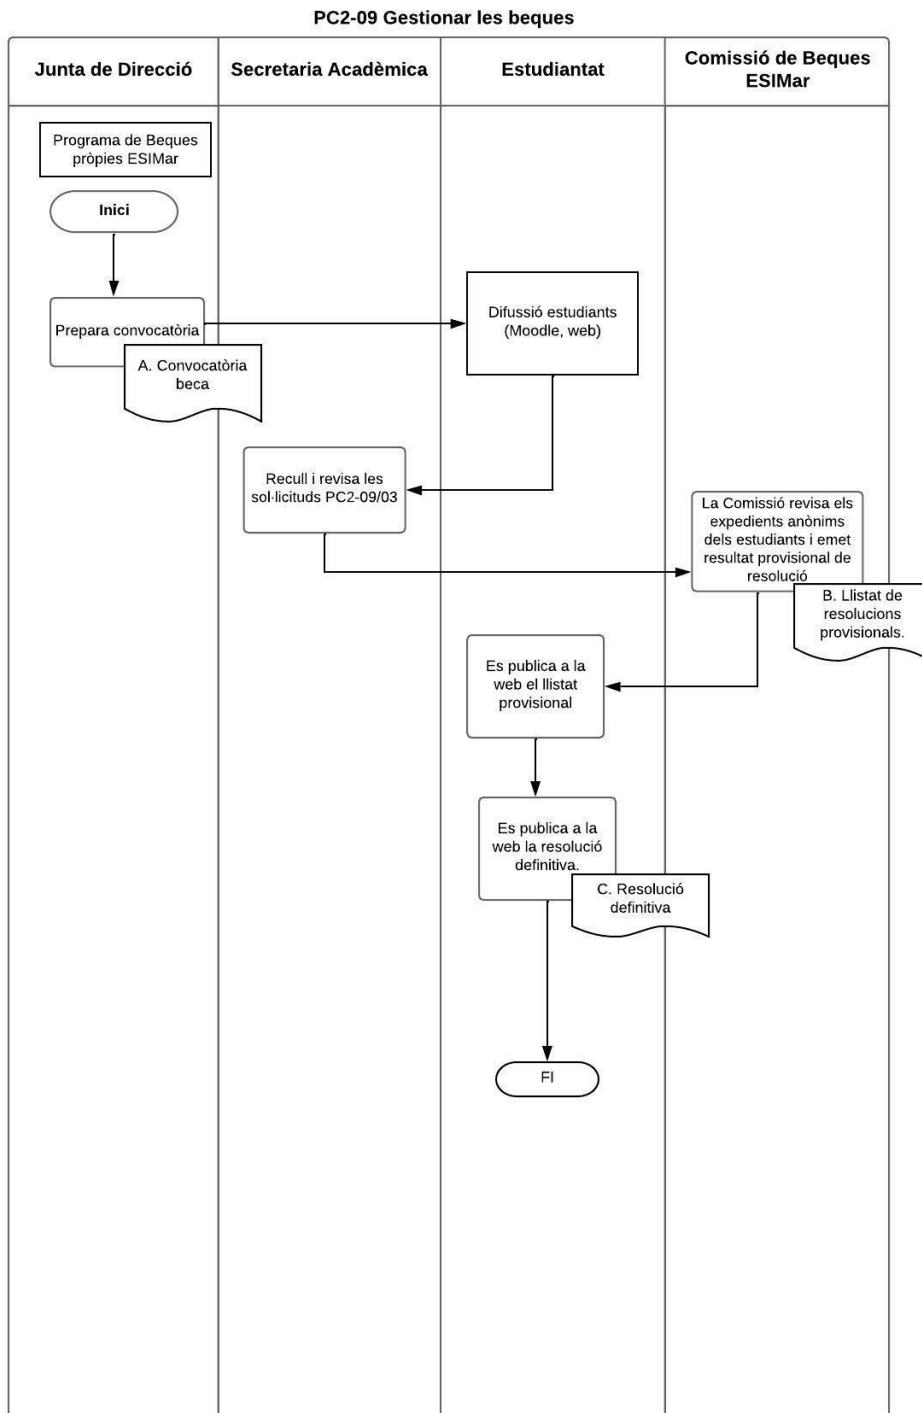 PC2-09 Gestionar les beques
Junta de Direcció
Secretaria Acadèmica
Estudiantat
Comissió de Beques
ESIMar
Programa de Beques
pròpies ESIMar
Inici
Prepara convocatòria
A. Convocatòria
beca
Difussió estudiants
(Moodle, web)
Recull i revisa les
sol·licituds PC2-09/03
La Comissió revisa els
expedients anònims
dels estudiants i emet
resultat provisional de
resolució
B. Llistat de
resolucions
provisionals.
Es publica a la
web el llistat
provisional
Es publica a la
web la resolució
definitiva.
C. Resolució
definitiva
FI